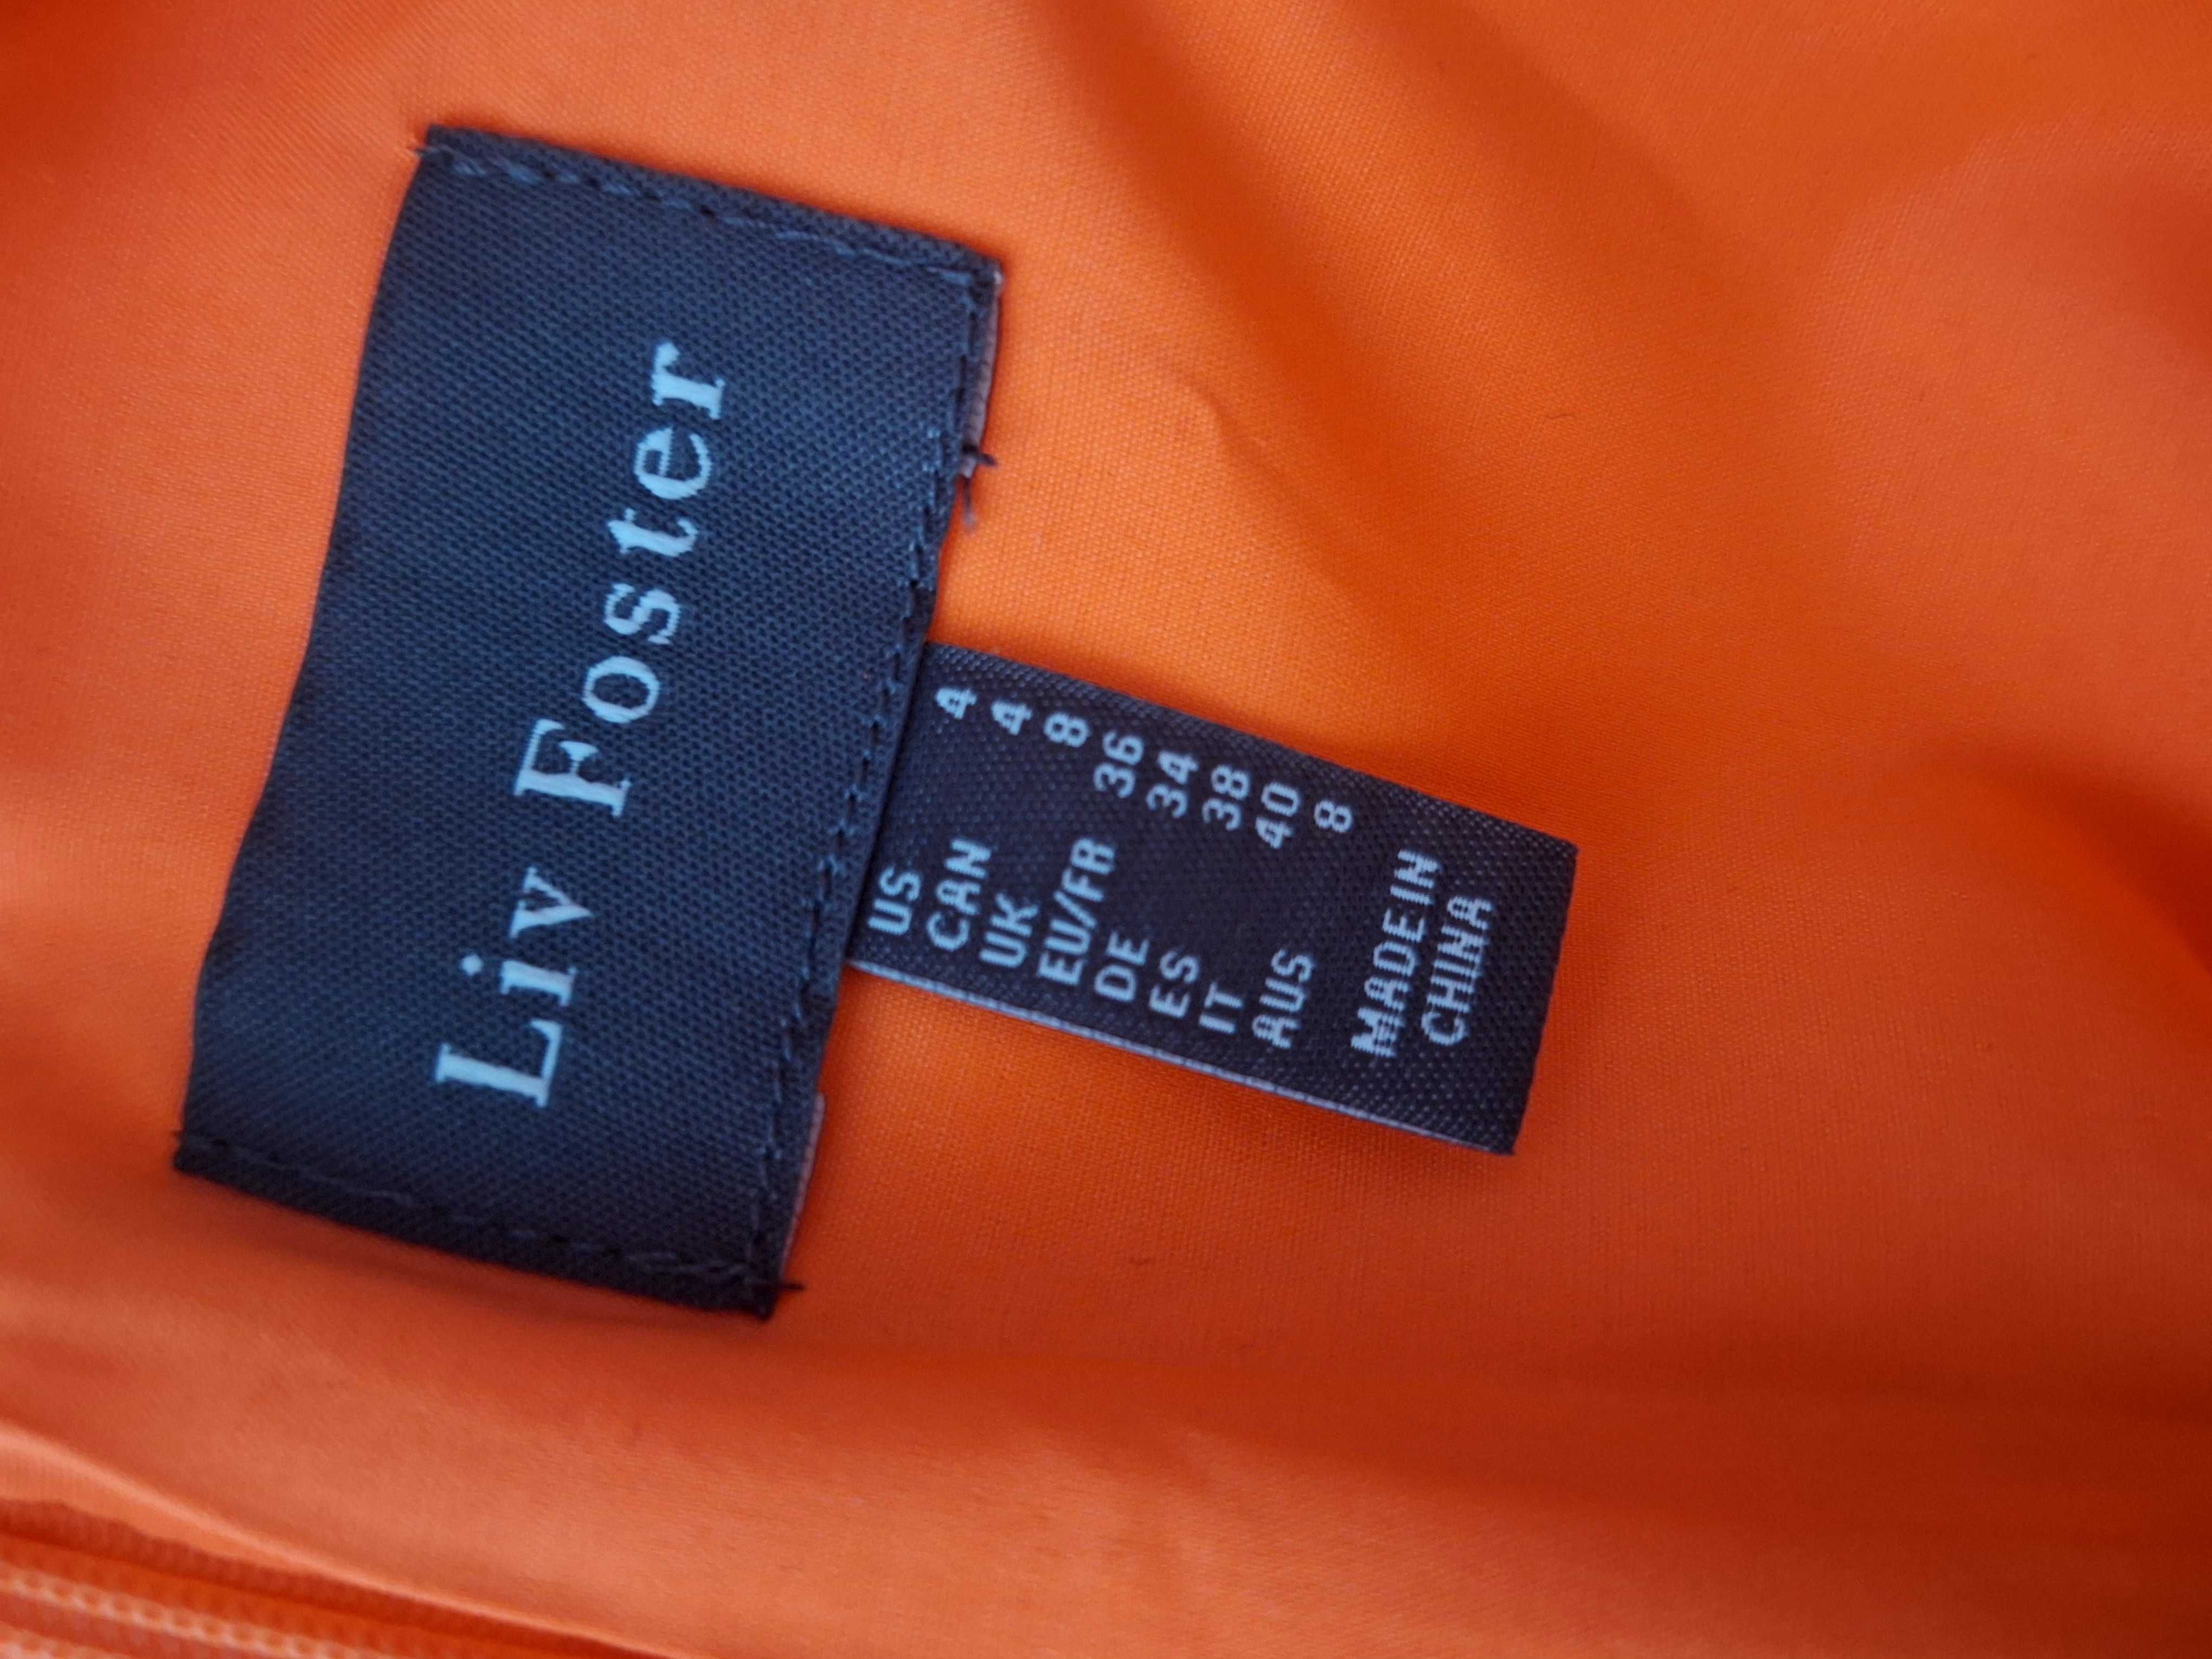 Liv Foster
US 4
CAN 4
UK 8
EU/FR 36
DE 34
ES 38
IT 40
AUS 8
MADE IN
CHINA